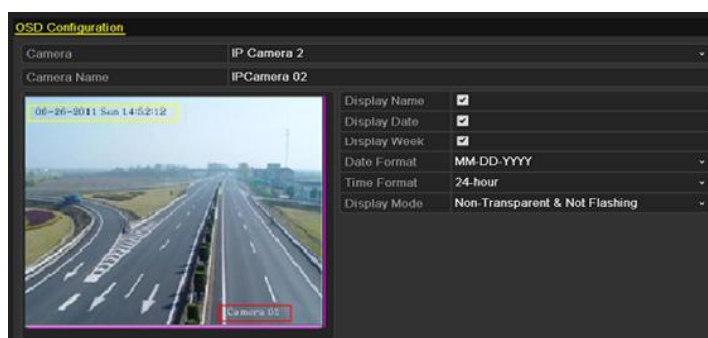 OSD Configuration
Camera IP Camera 2
Camera Name IPCamera 02
06-26-2011 Sun 14:52:12
Camera 01
Display Name
Display Date
Display Week
Date Format MM-DD-YYYY
Time Format 24-hour
Display Mode Non-Transparent & Not Flashing